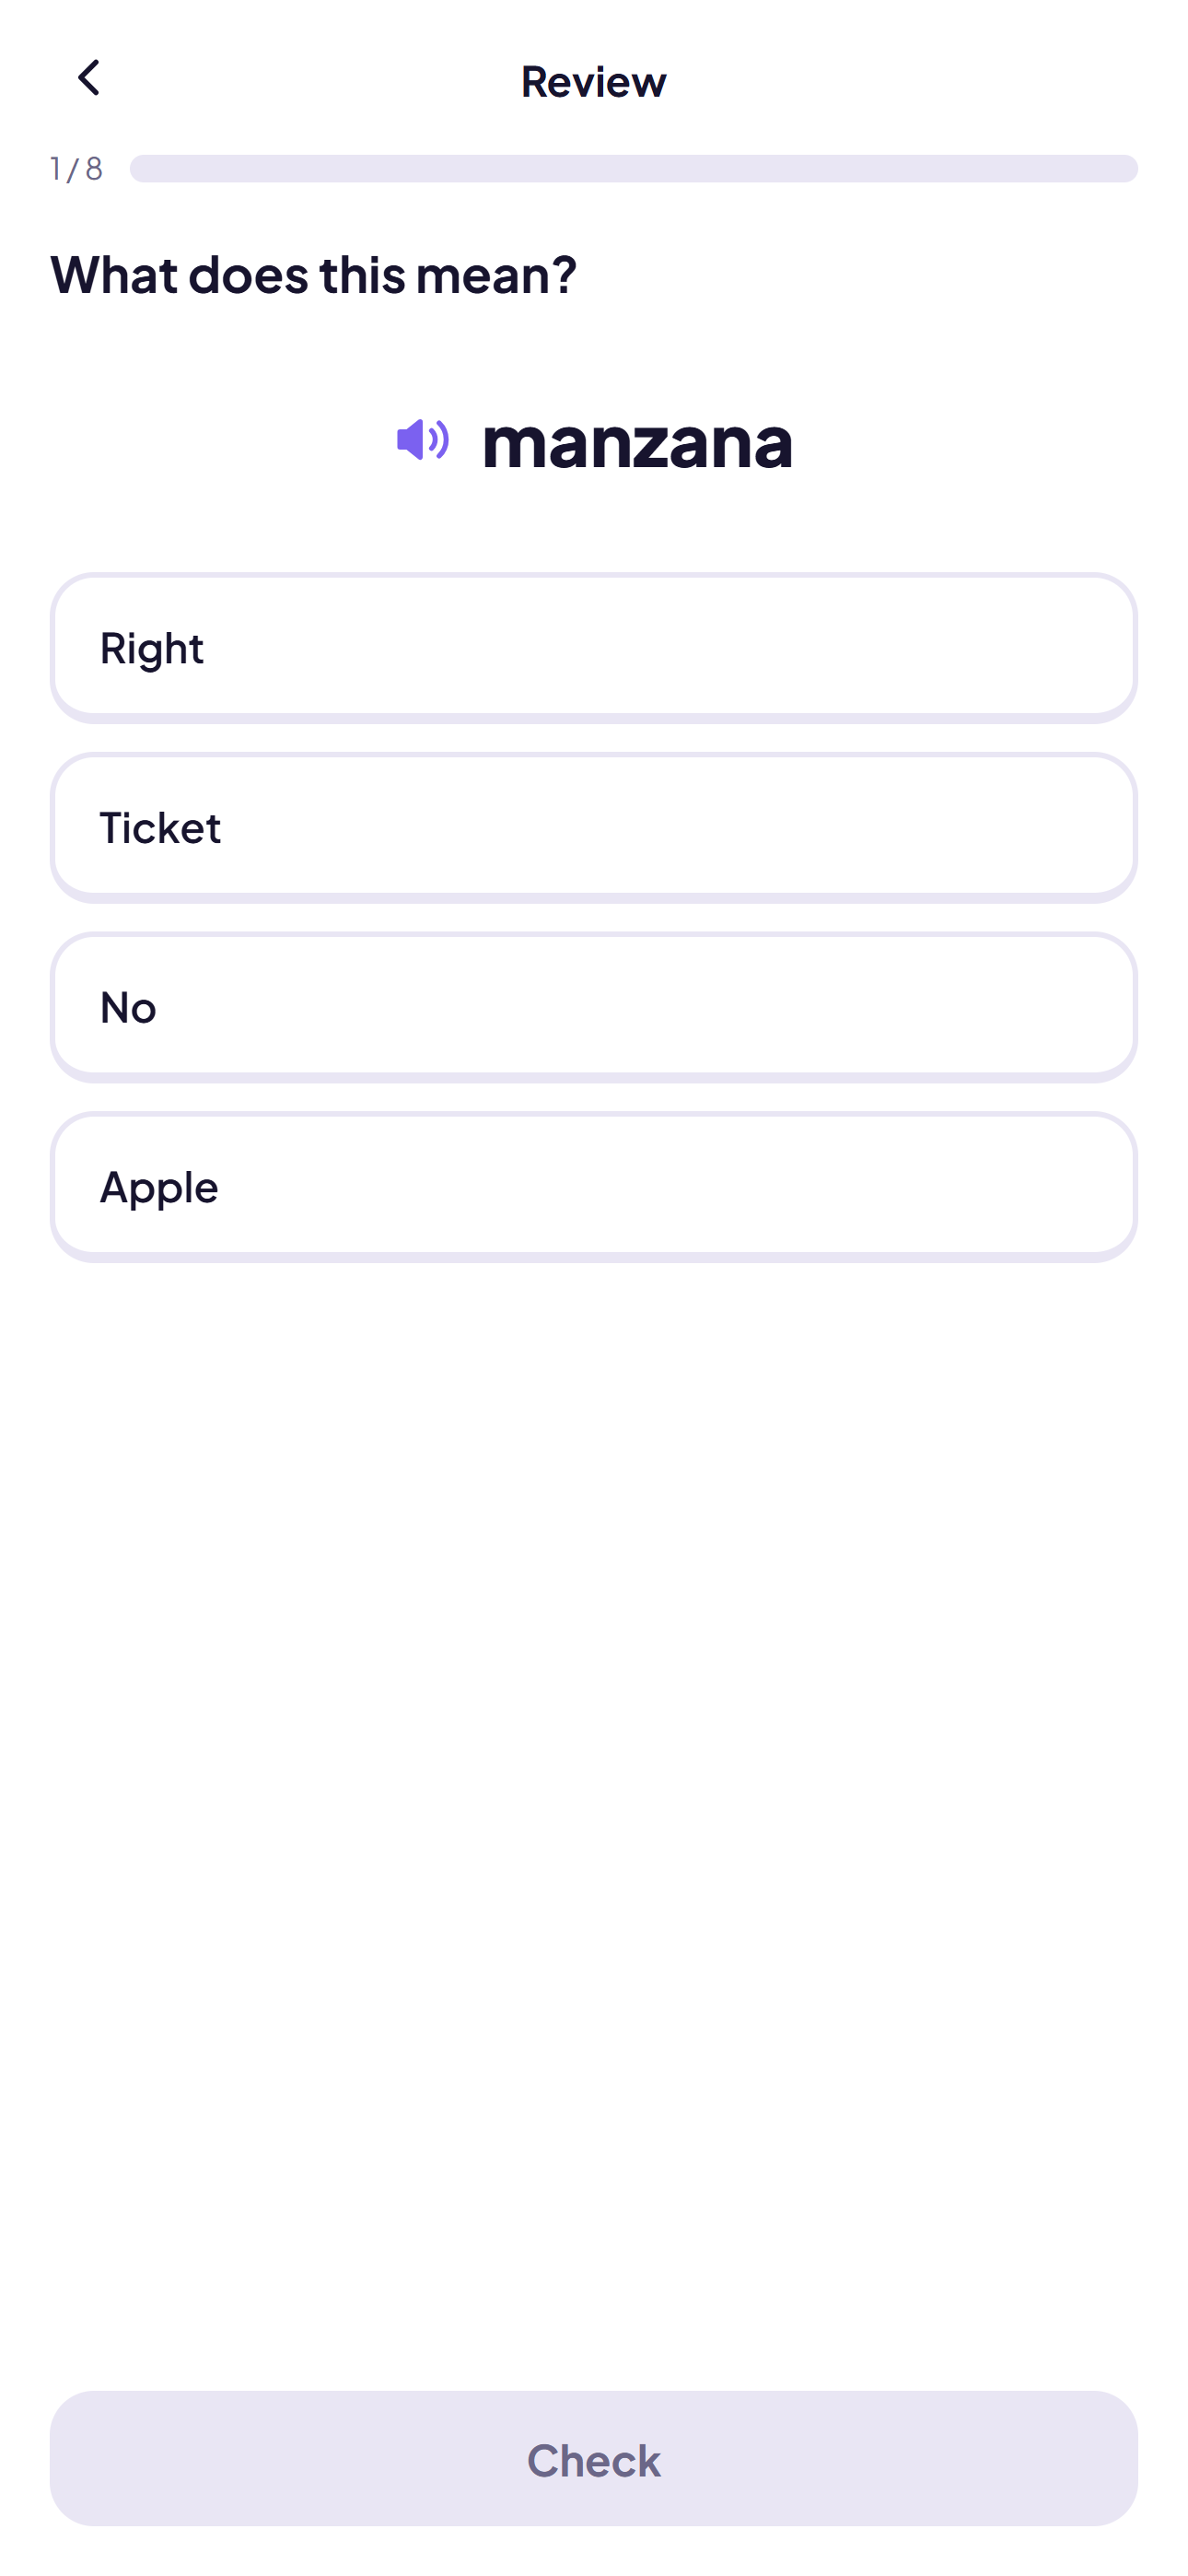 Review
1 / 8
What does this mean?
manzana
Right
Ticket
No
Apple
Check